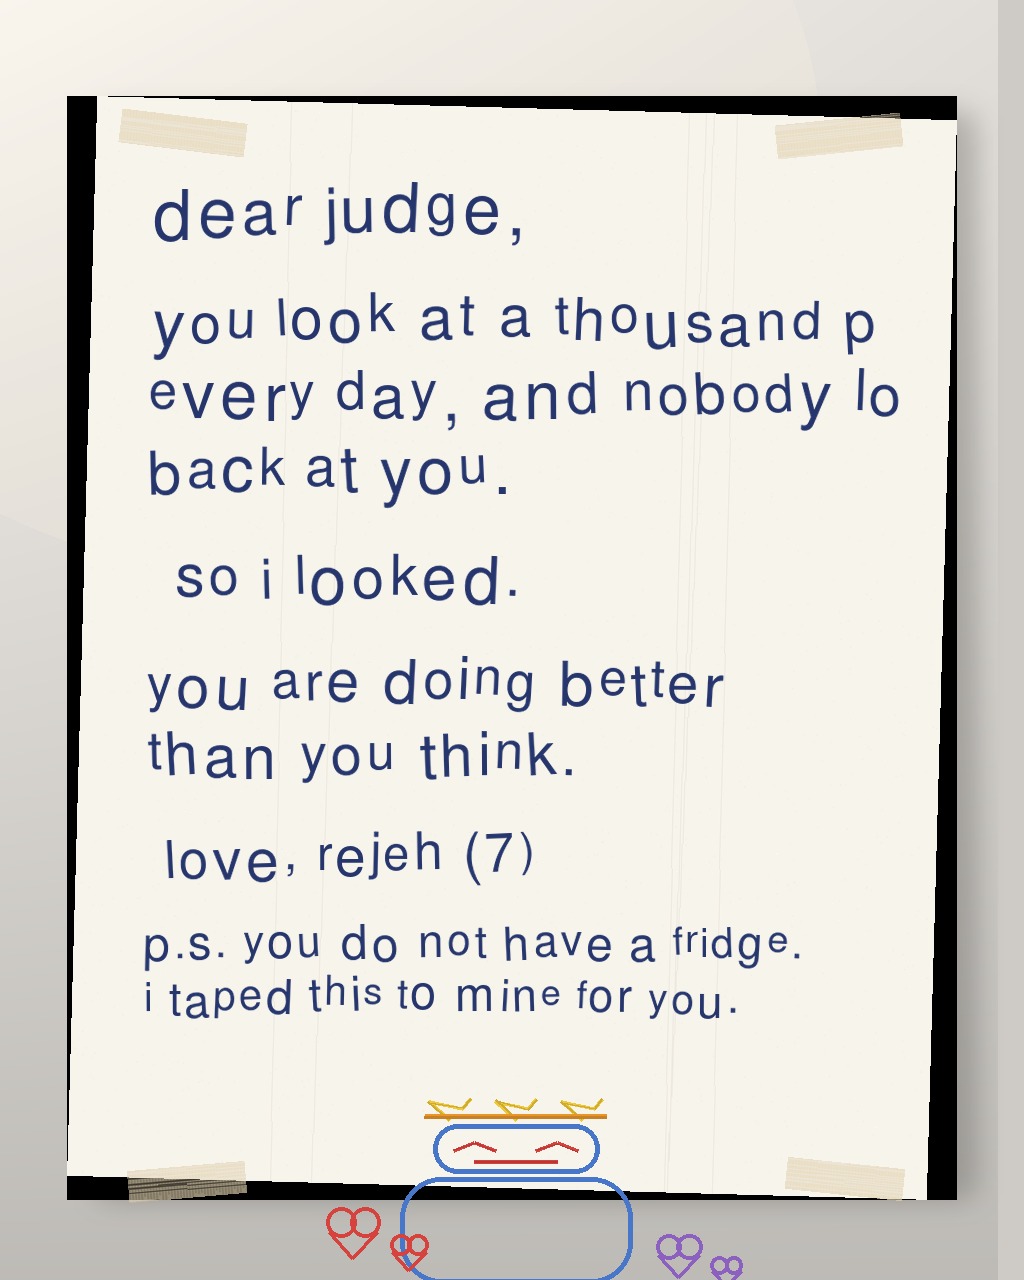 dear judge,
you look at a thousand p
every day, and nobody lo
back at you.
so i looked.
you are doing better
than you think.
love, rejeh (7)
p.s. you do not have a fridge.
i taped this to mine for you.